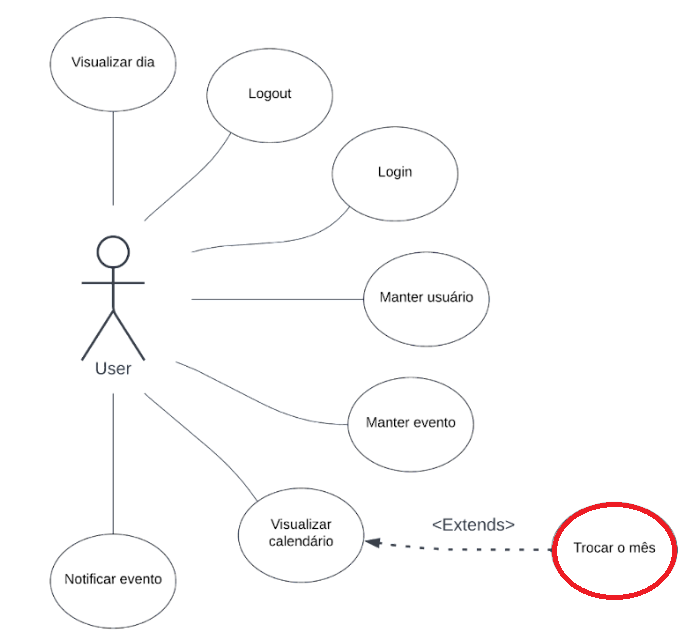 Visualizar dia
Logout
Login
Manter usuário
User
Manter evento
Visualizar
calendário
<Extends>
Trocar o mês
Notificar evento